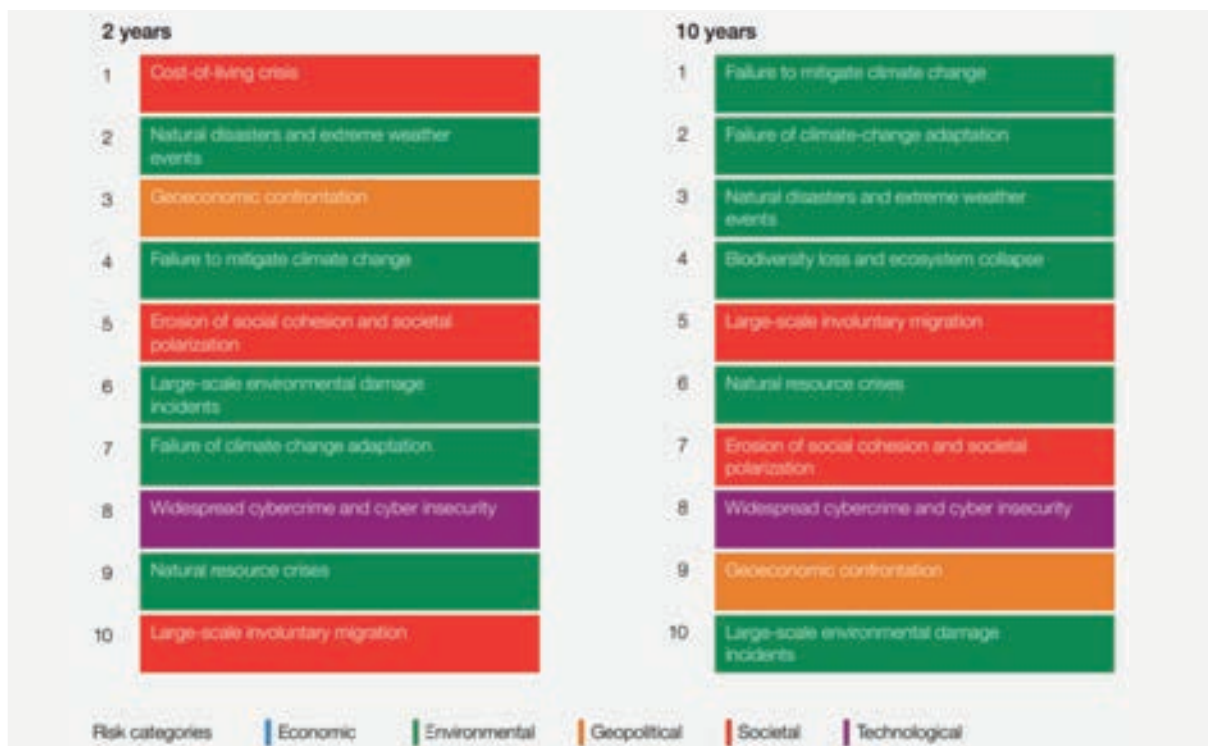 2 years
1
Cost-of-living crisis
2
Natural disasters and extreme weather
events
3
Geoeconomic confrontation
4
Failure to mitigate climate change
5
Erosion of social cohesion and societal
polarization
6
Large-scale environmental damage
incidents
7
Failure of climate change adaptation
8
Widespread cybercrime and cyber insecurity
9
Natural resource crises
10
Large-scale involuntary migration
10 years
1
Failure to mitigate climate change
2
Failure of climate-change adaptation
3
Natural disasters and extreme weather
events
4
Biodiversity loss and ecosystem collapse
5
Large-scale involuntary migration
6
Natural resource crises
7
Erosion of social cohesion and societal
polarization
8
Widespread cybercrime and cyber insecurity
9
Geoeconomic confrontation
10
Large-scale environmental damage
incidents
Risk categories Economic Environmental Geopolitical Societal Technological